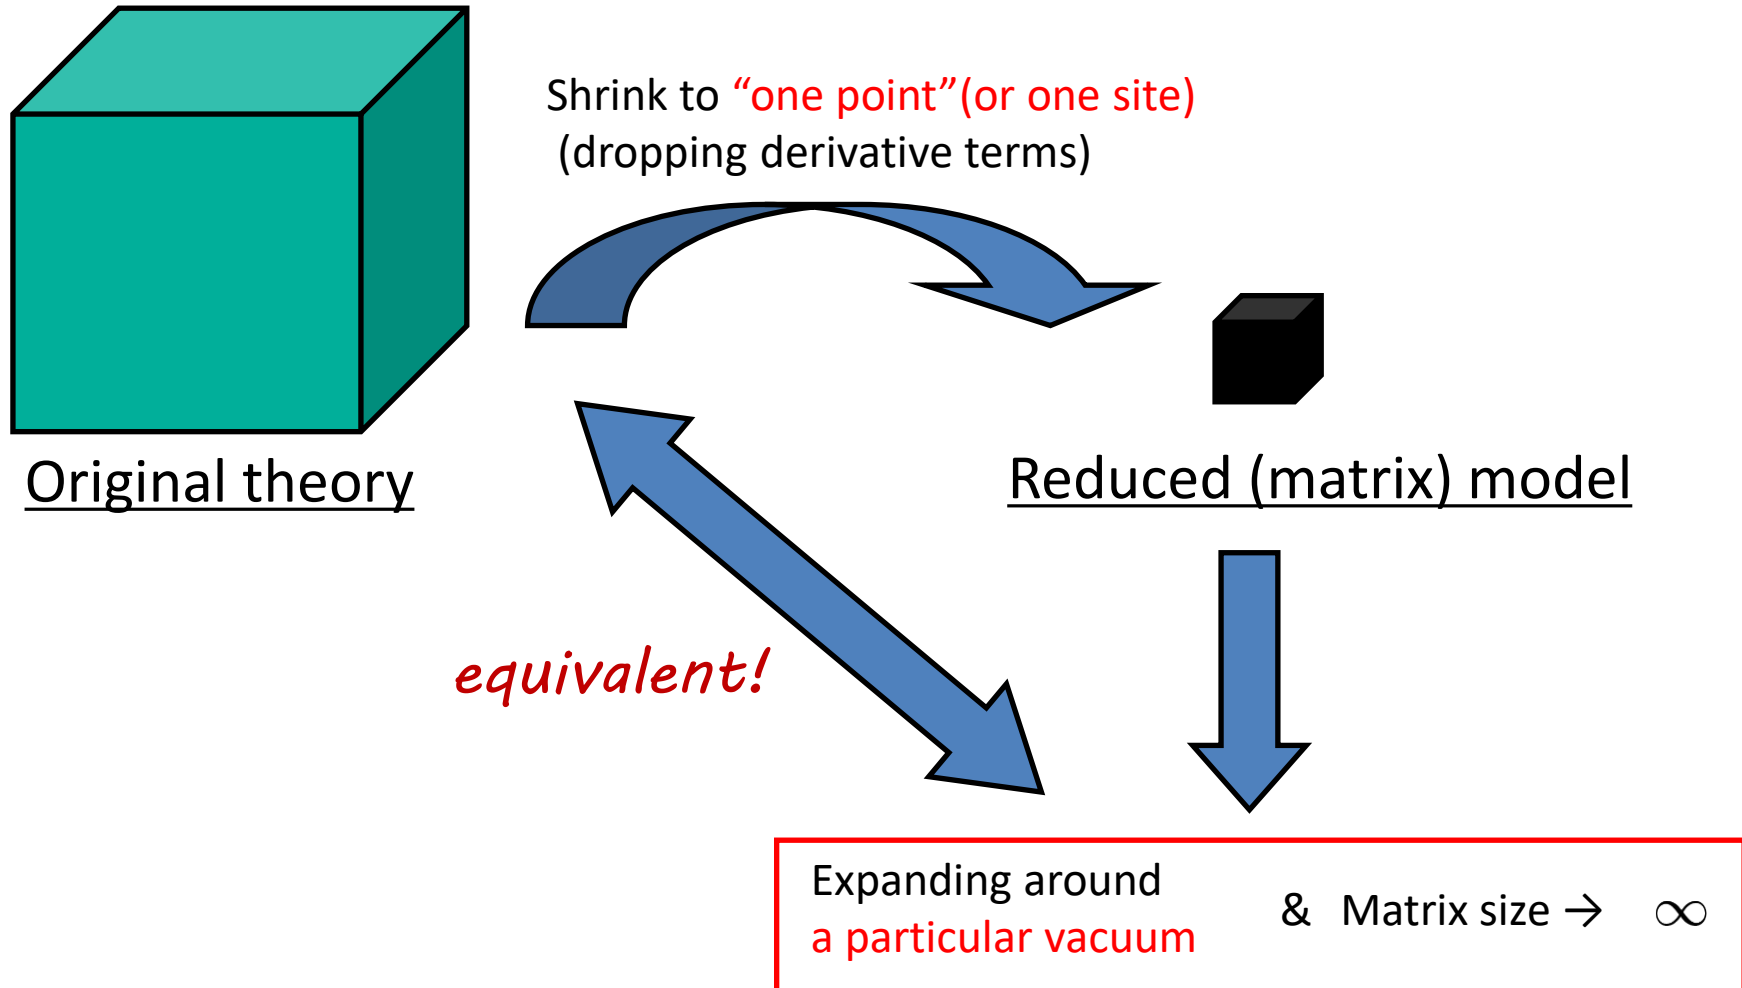 Shrink to “one point”(or one site)
(dropping derivative terms)
Original theory
Reduced (matrix) model
equivalent!
Expanding around
a particular vacuum
& Matrix size → ∞